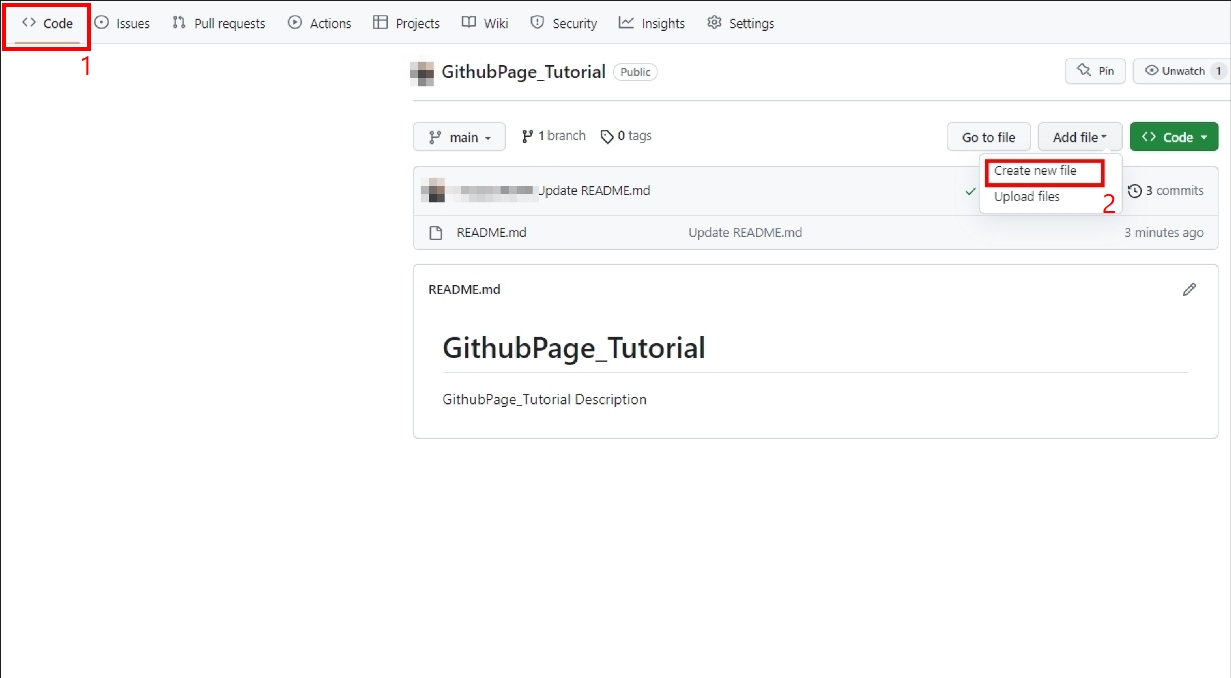 Code Issues Pull requests Actions Projects Wiki Security Insights Settings
1
GithubPage_Tutorial Public Pin Unwatch 1
main 1 branch 0 tags Go to file Add file Code
Create new file
Update README.md 3 commits
Upload files 2
README.md Update README.md 3 minutes ago
README.md
GithubPage_Tutorial
GithubPage_Tutorial Description